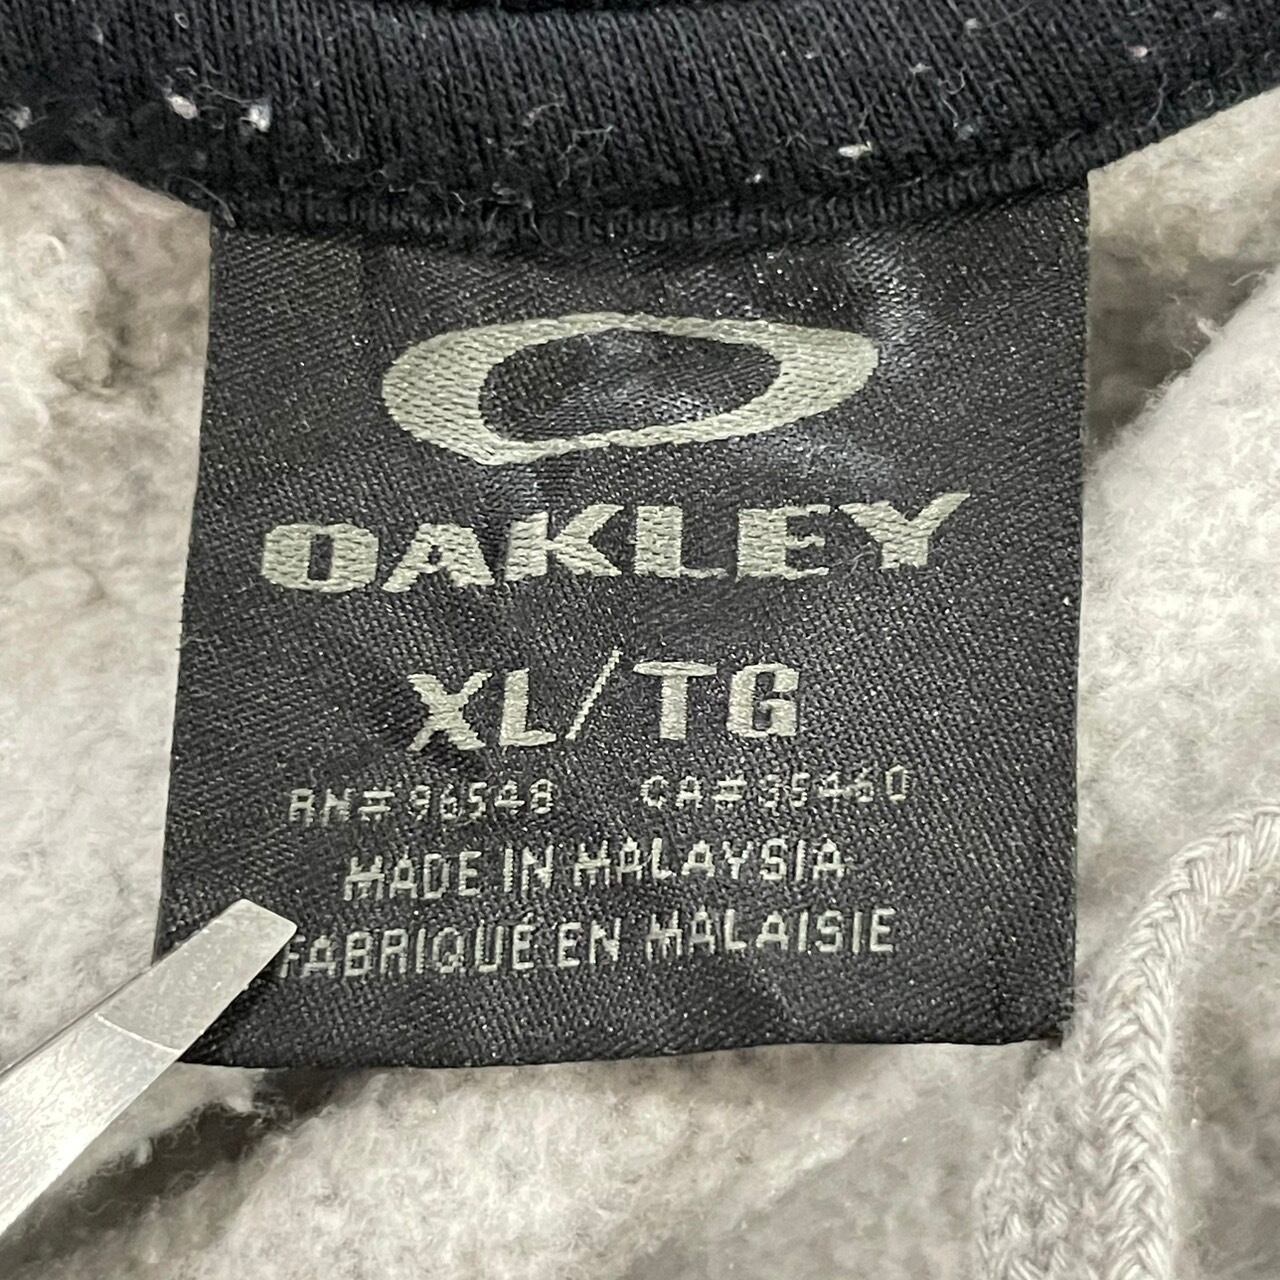 OAKLEY
XL/TG
RN#96548 CA#35460
MADE IN MALAYSIA
FABRIQUÉ EN MALAISIE